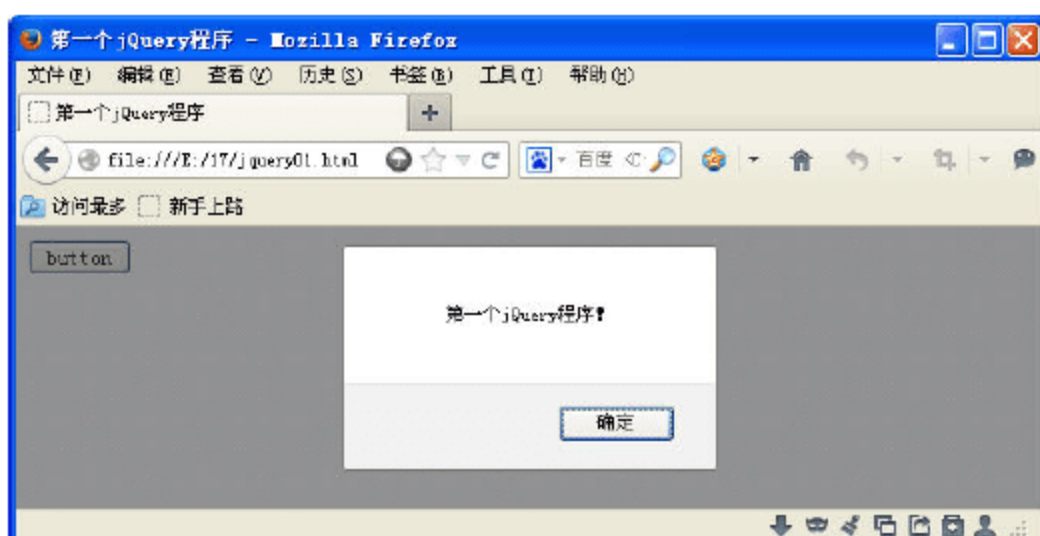 第一个jQuery程序 - Mozilla Firefox
文件(F) 编辑(E) 查看(V) 历史(S) 书签(B) 工具(T) 帮助(H)
第一个jQuery程序 +
file:///E:/17/jquery01.html 百度
访问最多 新手上路
button
第一个jQuery程序!
确定